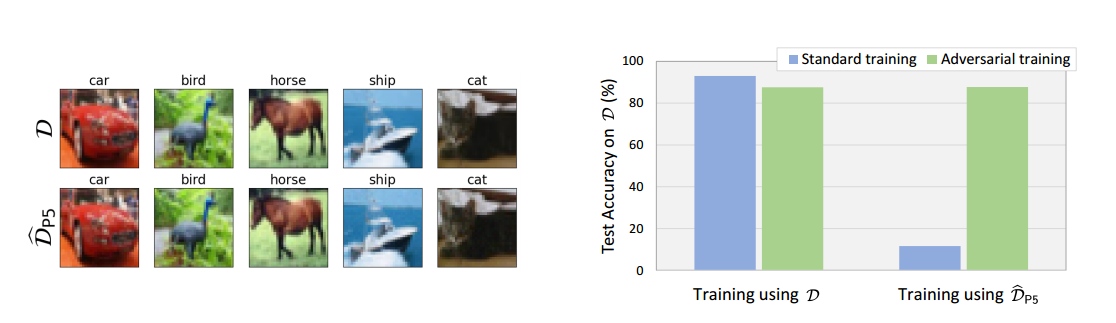 car bird horse ship cat
𝒟
car bird horse ship cat
𝒟̂P5
Standard training Adversarial training
Test Accuracy on 𝒟 (%)
100
80
60
40
20
0
Training using 𝒟 Training using 𝒟̂P5